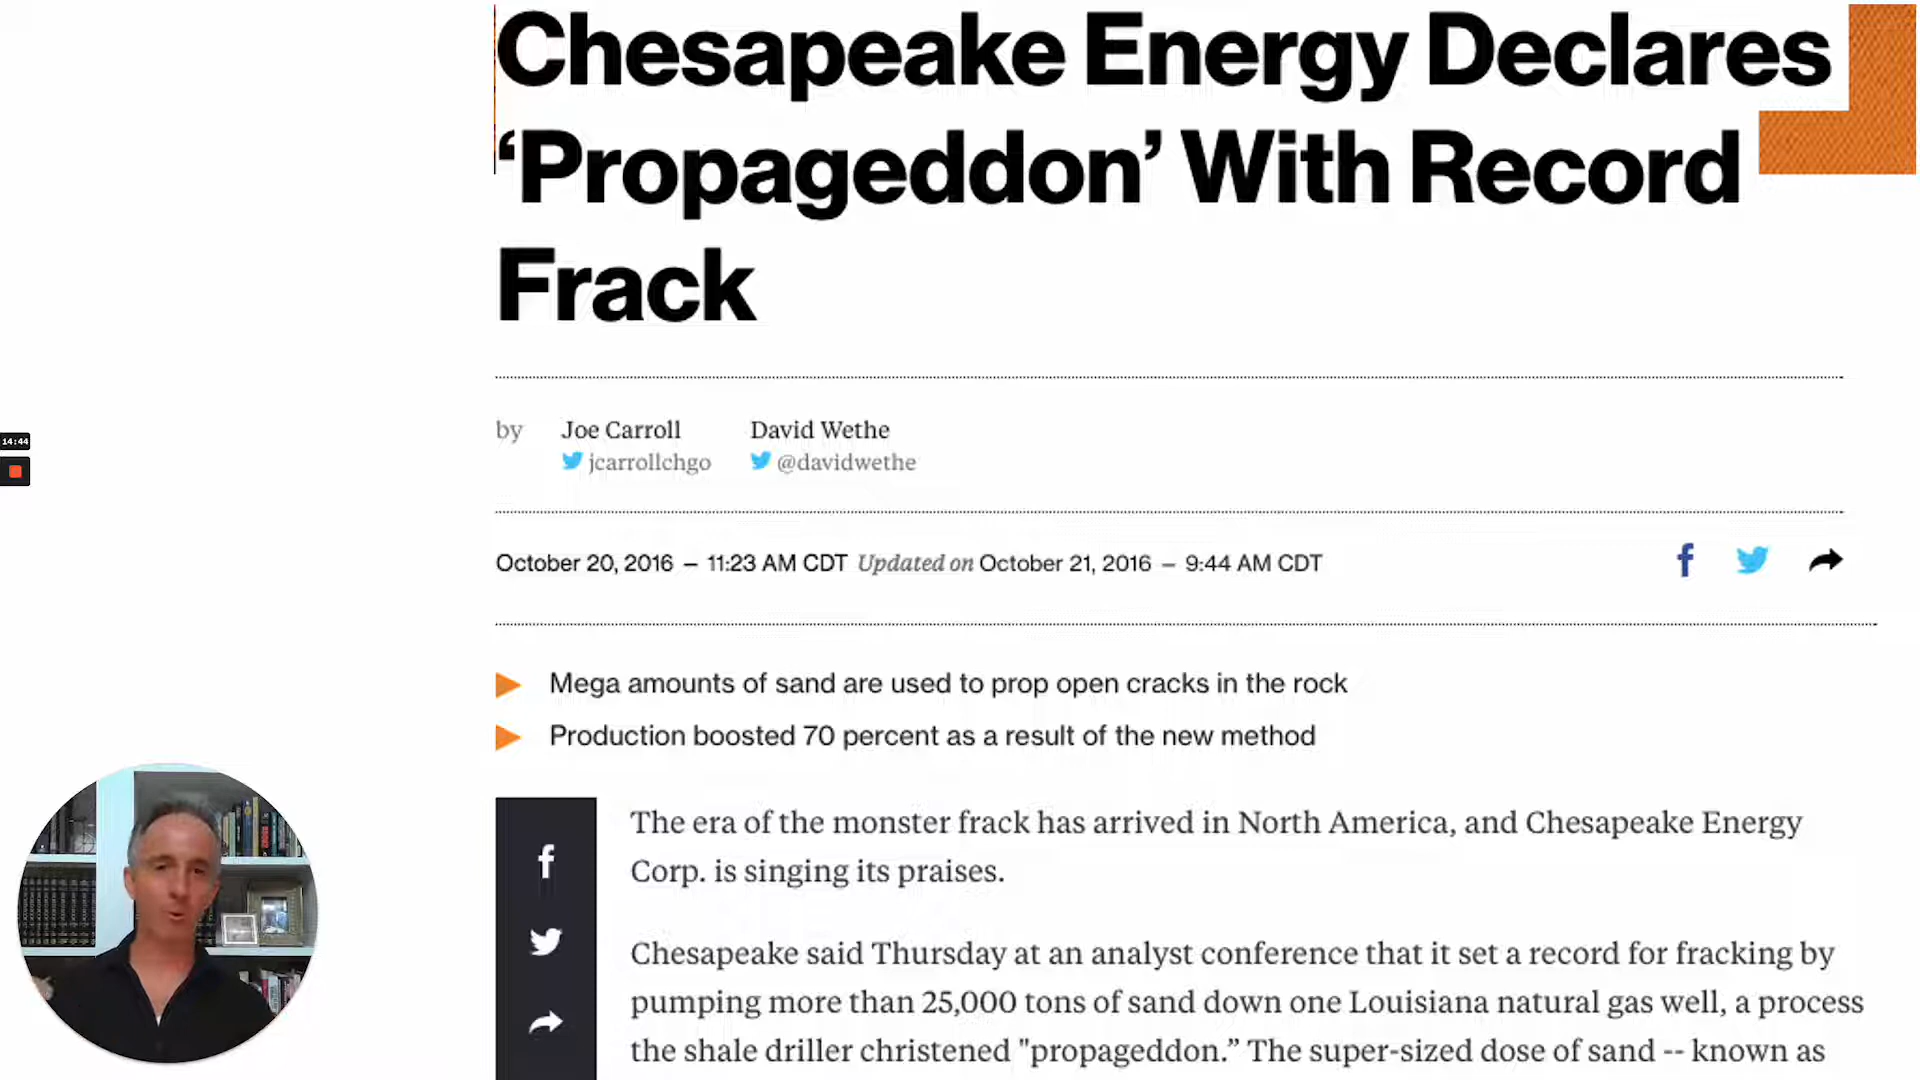 Chesapeake Energy Declares
‘Propageddon’ With Record
Frack
by Joe Carroll David Wethe
jcarrollchgo @davidwethe
14:44
October 20, 2016 – 11:23 AM CDT Updated on October 21, 2016 – 9:44 AM CDT
Mega amounts of sand are used to prop open cracks in the rock
Production boosted 70 percent as a result of the new method
The era of the monster frack has arrived in North America, and Chesapeake Energy
Corp. is singing its praises.
Chesapeake said Thursday at an analyst conference that it set a record for fracking by
pumping more than 25,000 tons of sand down one Louisiana natural gas well, a process
the shale driller christened "propageddon.” The super-sized dose of sand -- known as